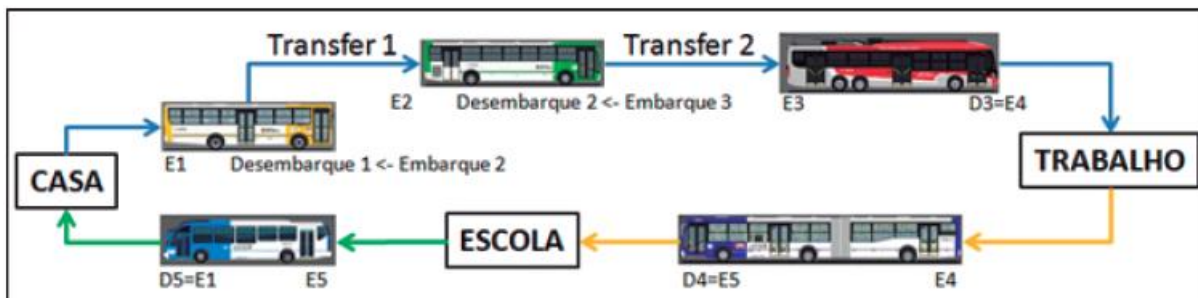 Transfer 1
Transfer 2
E2
Desembarque 2 <- Embarque 3
E3
D3=E4
E1
Desembarque 1 <- Embarque 2
CASA
TRABALHO
ESCOLA
D5=E1
E5
D4=E5
E4